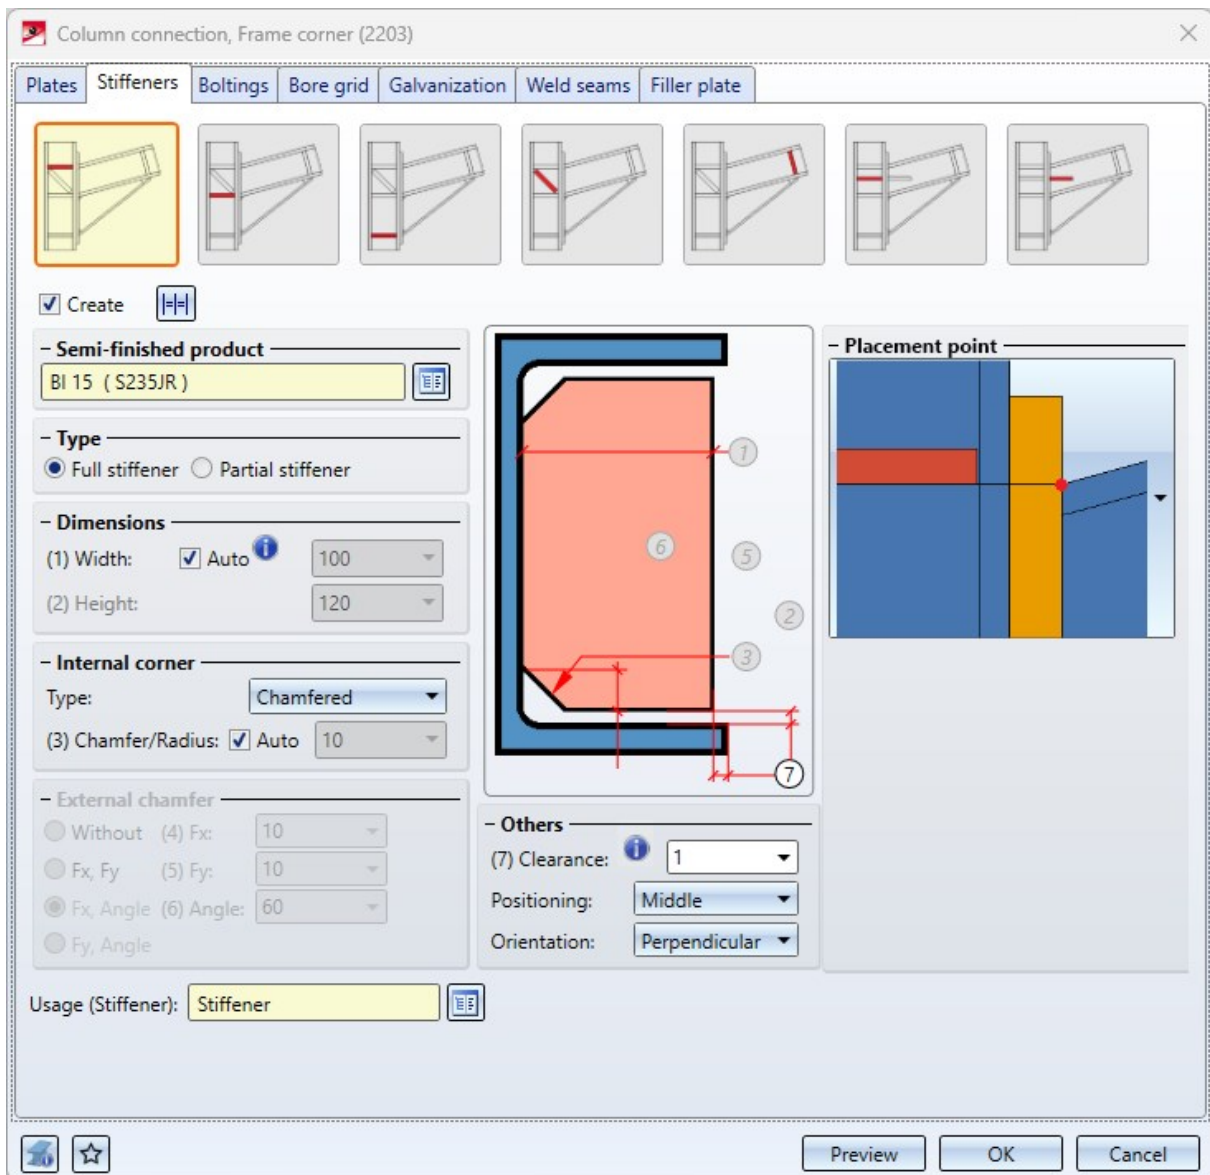 Column connection, Frame corner (2203)
Plates Stiffeners Boltings Bore grid Galvanization Weld seams Filler plate
Create
Semi-finished product
Bl 15 ( S235JR )
Type
Full stiffener Partial stiffener
Dimensions
(1) Width: Auto 100
(2) Height: 120
Internal corner
Type: Chamfered
(3) Chamfer/Radius: Auto 10
External chamfer
Without (4) Fx: 10
Fx, Fy (5) Fy: 10
Fx, Angle (6) Angle: 60
Fy, Angle
1
6
5
2
3
7
Others
(7) Clearance: 1
Positioning: Middle
Orientation: Perpendicular
Placement point
Usage (Stiffener): Stiffener
Preview OK Cancel